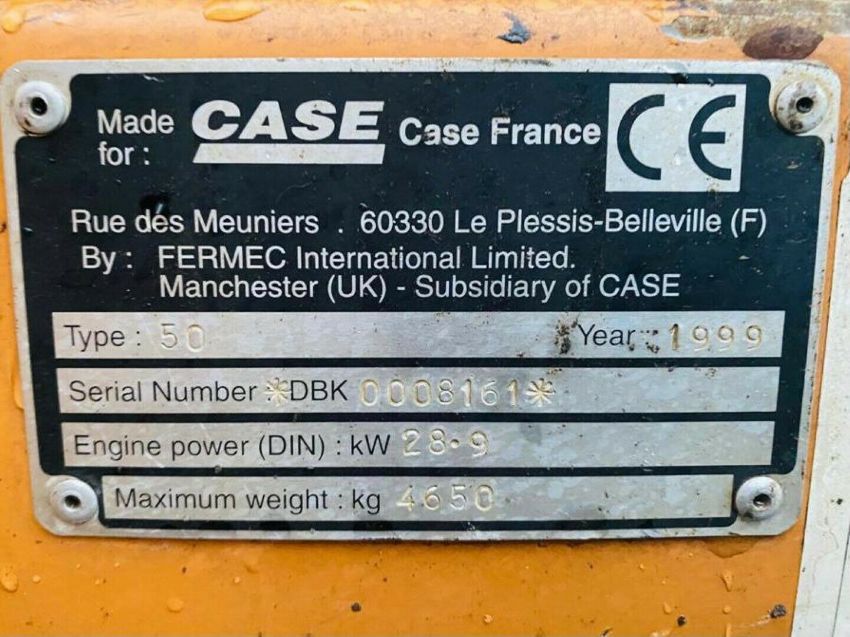 Made for : CASE Case France CE
Rue des Meuniers . 60330 Le Plessis-Belleville (F)
By : FERMEC International Limited.
Manchester (UK) - Subsidiary of CASE
Type : 50 Year : 1999
Serial Number *DBK 0008161*
Engine power (DIN) : kW 28.9
Maximum weight : kg 4650